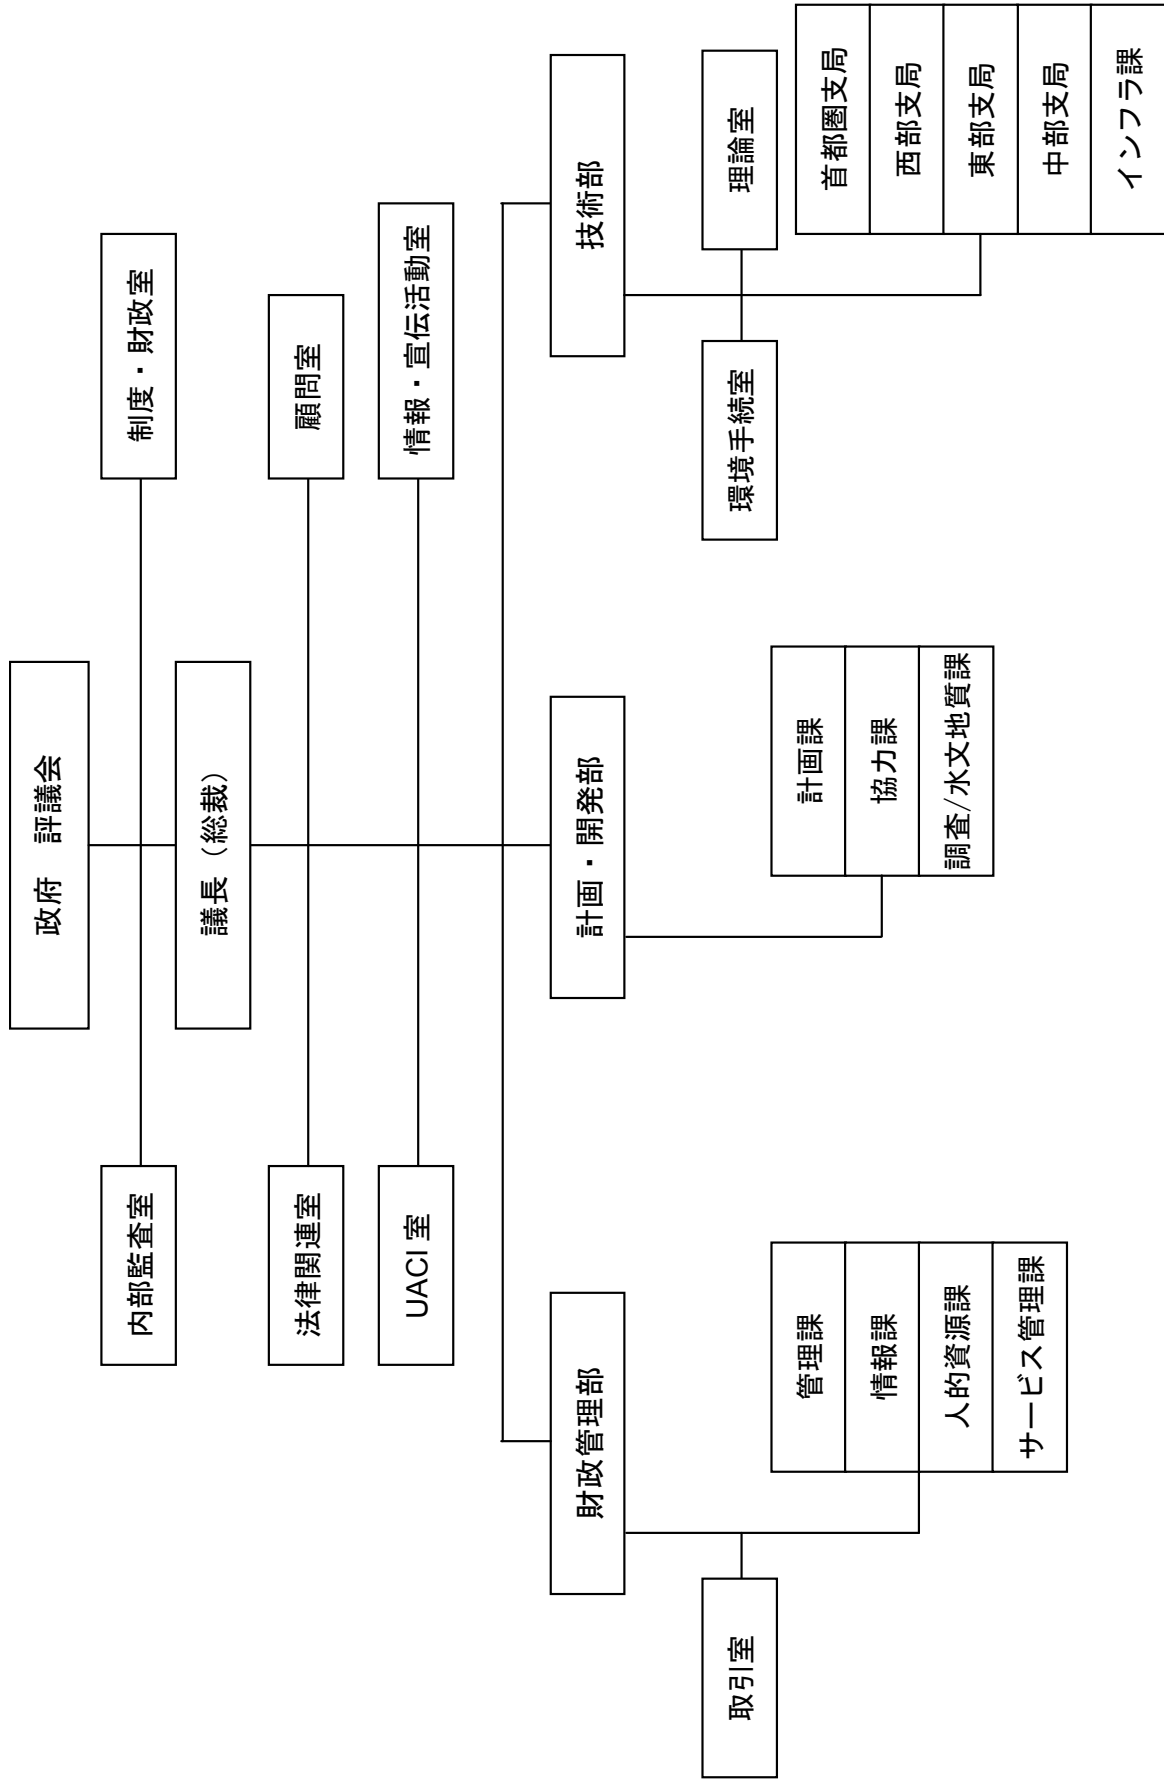 政府　評議会
内部監査室
制度・財政室
議長（総裁）
法律関連室
顧問室
UACI 室
情報・宣伝活動室
財政管理部
計画・開発部
技術部
取引室
環境手続室
理論室
管理課
情報課
人的資源課
サービス管理課
計画課
協力課
調査/水文地質課
首都圏支局
西部支局
東部支局
中部支局
インフラ課